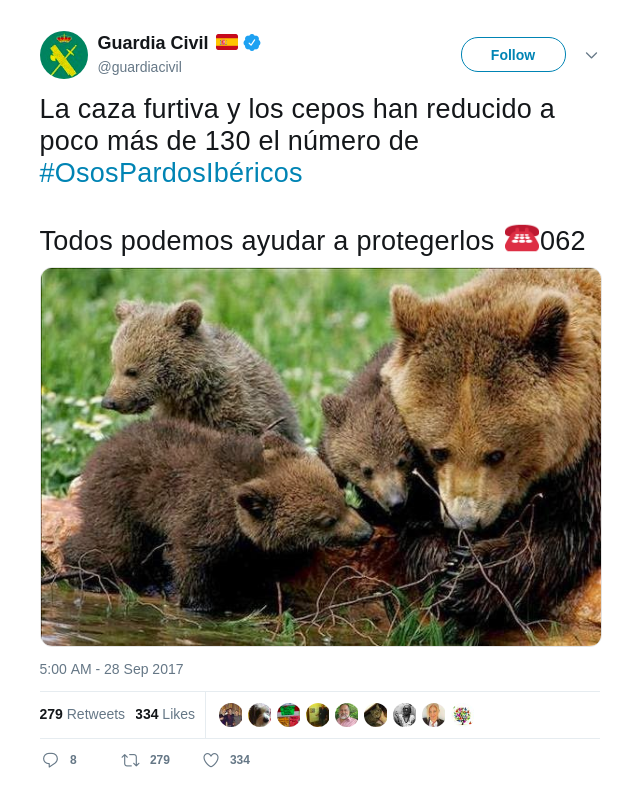 Guardia Civil
@guardiacivil
Follow
La caza furtiva y los cepos han reducido a
poco más de 130 el número de
#OsosPardosIbéricos
Todos podemos ayudar a protegerlos ☎062
5:00 AM - 28 Sep 2017
279 Retweets 334 Likes
8 279 334